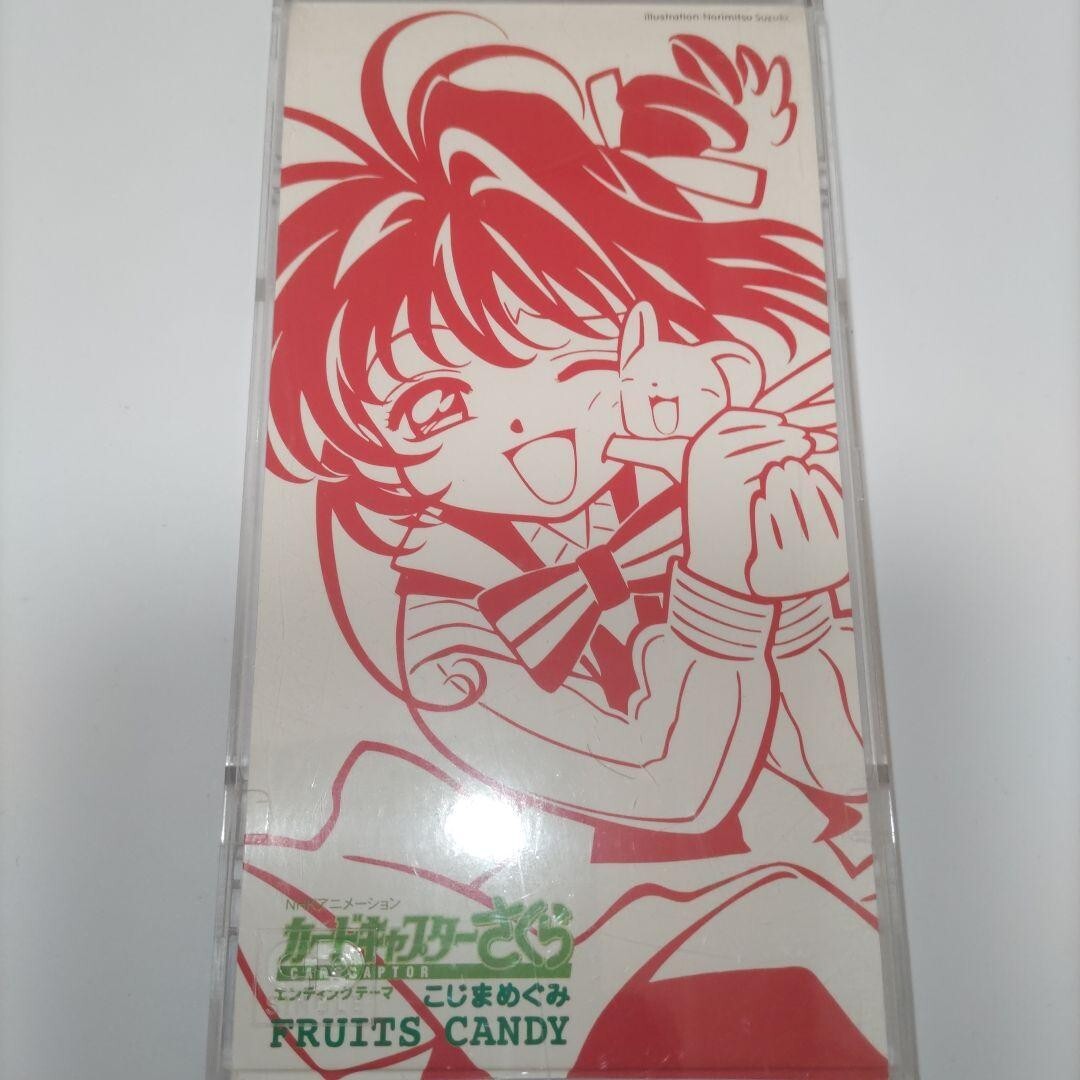 illustration:Norimitsu Suzuki
NHKアニメーション
カードキャプターさくら
CARD CAPTOR
エンディングテーマ こじまめぐみ
FRUITS CANDY